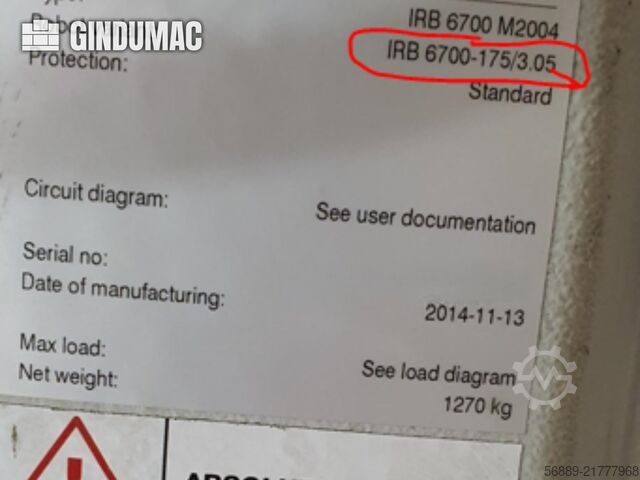 GINDUMAC
IRB 6700 M2004
IRB 6700-175/3.05
Protection:
Standard
Circuit diagram:
See user documentation
Serial no:
Date of manufacturing:
2014-11-13
Max load:
See load diagram
Net weight:
1270 kg
56889-21777968